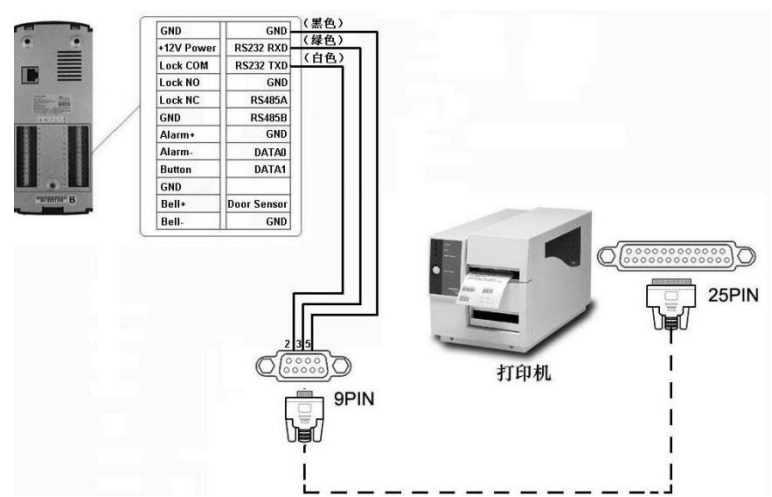 GND GND (黑色)
+12V Power RS232 RXD (绿色)
Lock COM RS232 TXD (白色)
Lock NO GND
Lock NC RS485A
GND RS485B
Alarm+ GND
Alarm- DATA0
Button DATA1
GND
Bell+ Door Sensor
Bell- GND
B
25PIN
2 3 5
打印机
9PIN